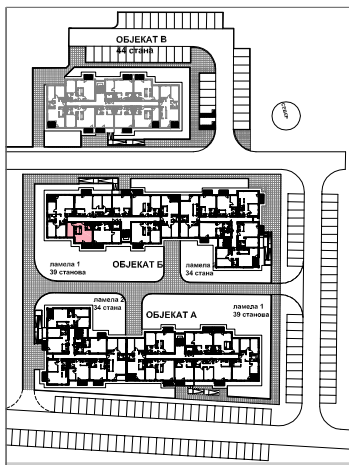 ОБЈЕКАТ В
44 стана
СЕВЕР
ламела 1
39 станова
ОБЈЕКАТ Б
ламела
34 стана
ламела 2
34 стана
ОБЈЕКАТ А
ламела 1
39 станова